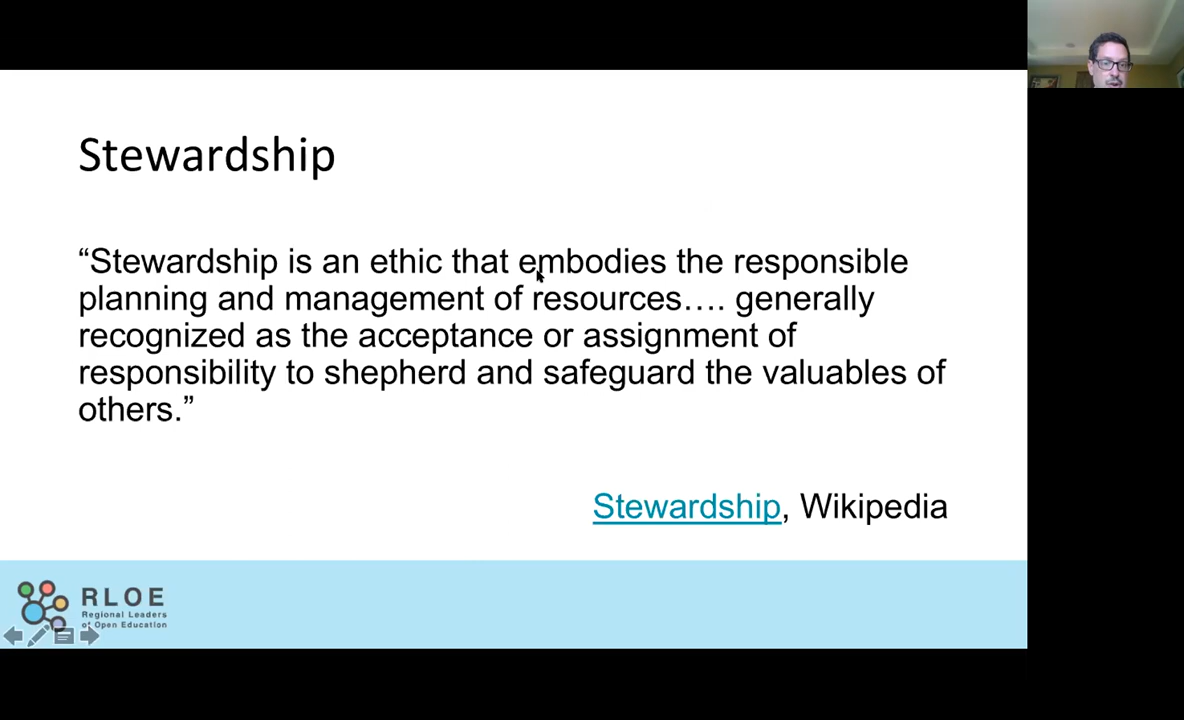 Stewardship
“Stewardship is an ethic that embodies the responsible
planning and management of resources…. generally
recognized as the acceptance or assignment of
responsibility to shepherd and safeguard the valuables of
others.”
Stewardship, Wikipedia
RLOE
Regional Leaders
of Open Education